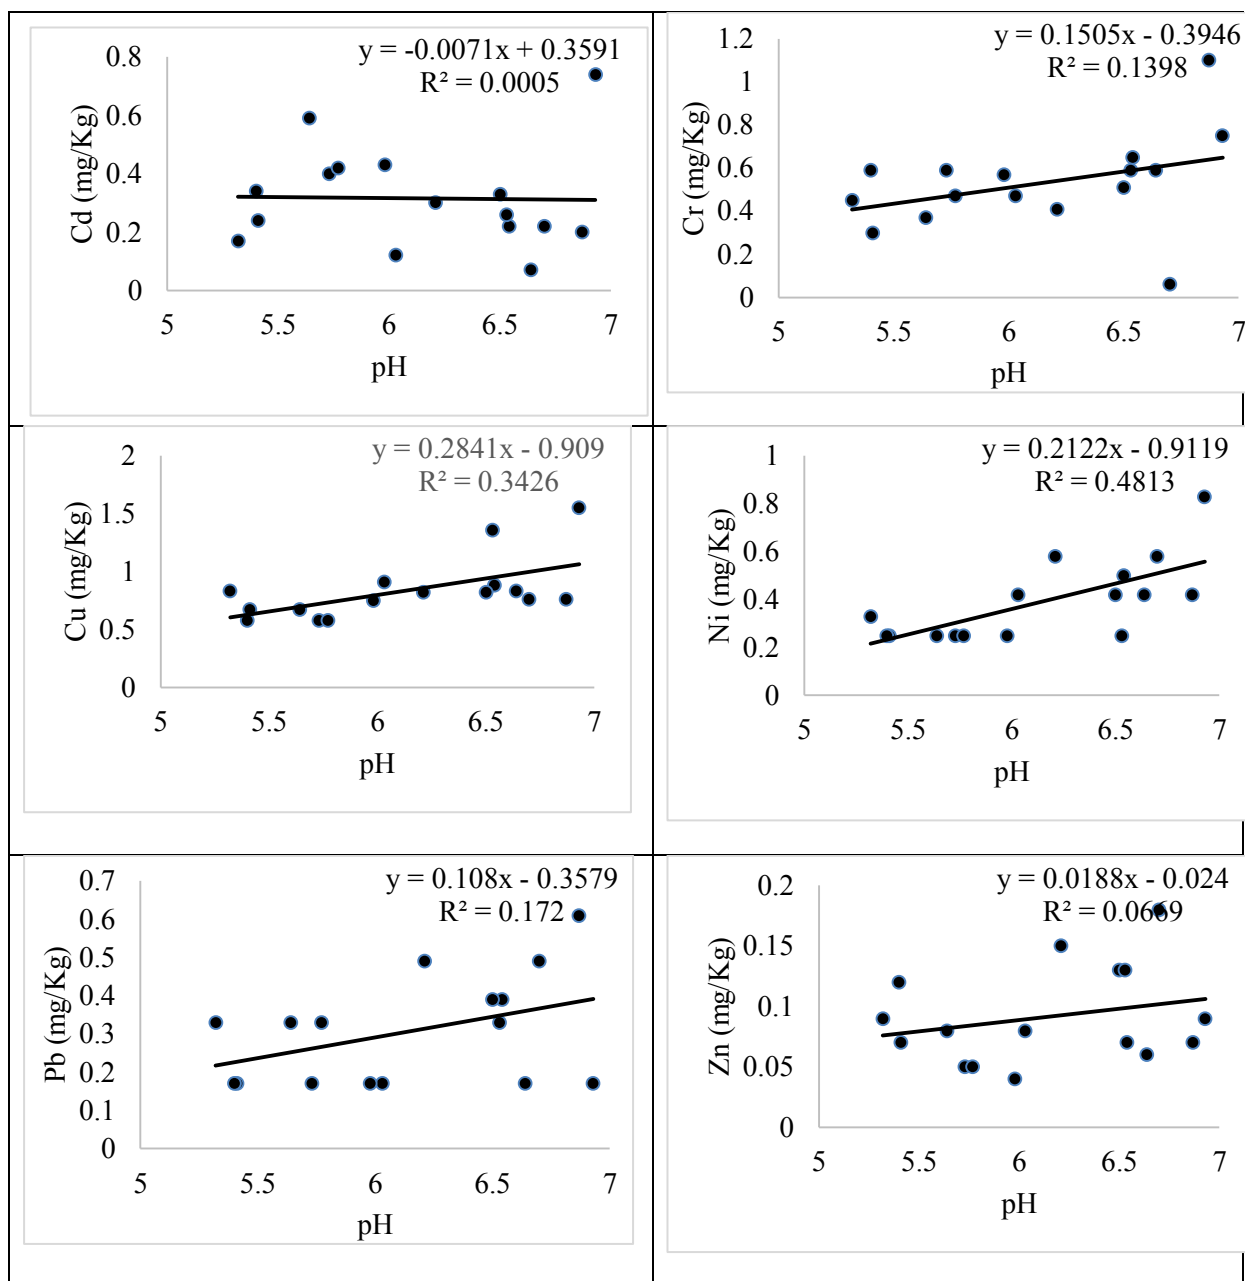 y = -0.0071x + 0.3591
R² = 0.0005
0.8
0.6
0.4
0.2
0
Cd (mg/Kg)
5 5.5 6 6.5 7
pH
y = 0.1505x - 0.3946
R² = 0.1398
1.2
1
0.8
0.6
0.4
0.2
0
Cr (mg/Kg)
5 5.5 6 6.5 7
pH
y = 0.2841x - 0.909
R² = 0.3426
2
1.5
1
0.5
0
Cu (mg/Kg)
5 5.5 6 6.5 7
pH
y = 0.2122x - 0.9119
R² = 0.4813
1
0.8
0.6
0.4
0.2
0
Ni (mg/Kg)
5 5.5 6 6.5 7
pH
y = 0.108x - 0.3579
R² = 0.172
0.7
0.6
0.5
0.4
0.3
0.2
0.1
0
Pb (mg/Kg)
5 5.5 6 6.5 7
pH
y = 0.0188x - 0.024
R² = 0.0669
0.2
0.15
0.1
0.05
0
Zn (mg/Kg)
5 5.5 6 6.5 7
pH